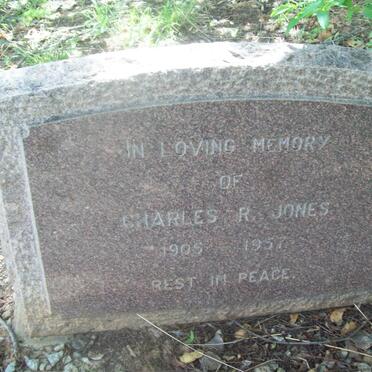 IN LOVING MEMORY
OF
CHARLES R. JONES
1905 1957
REST IN PEACE.